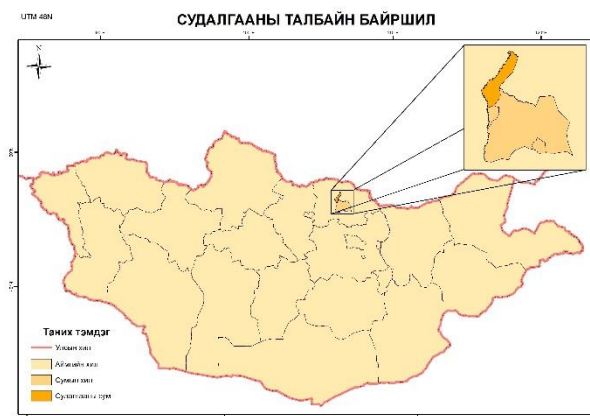 UTM 48N
СУДАЛГААНЫ ТАЛБАЙН БАЙРШИЛ
N
Таних тэмдэг
Улсын хил
Аймгийн хил
Сумын хил
Судалгааны сум